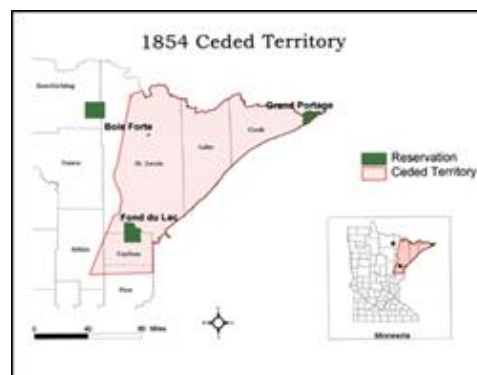 1854 Ceded Territory
Koochiching
Grand Portage
Bois Forte
Cook
Lake
St. Louis
Itasca
Reservation
Ceded Territory
Fond du Lac
Aitkin
Carlton
Pine
0 40 80 Miles
Minnesota